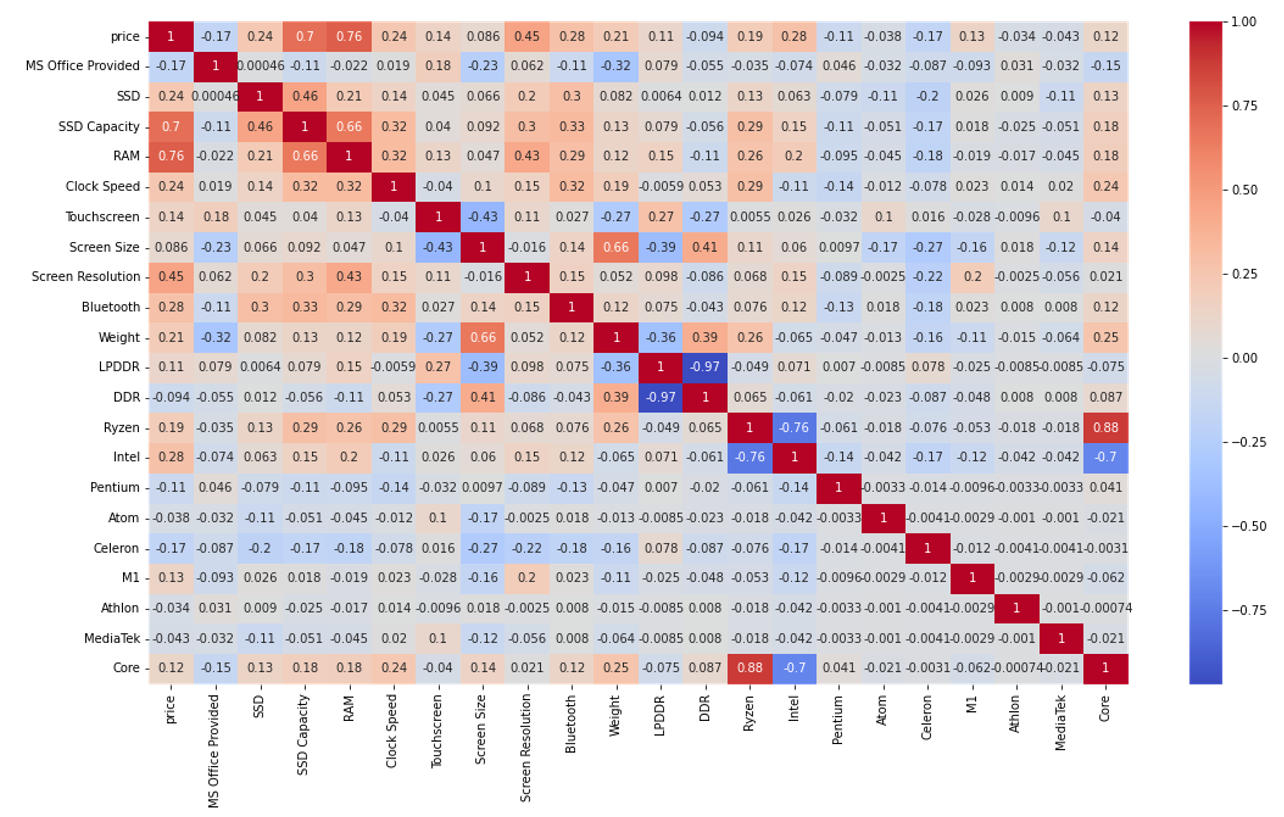 price 1 -0.17 0.24 0.7 0.76 0.24 0.14 0.086 0.45 0.28 0.21 0.11 -0.094 0.19 0.28 -0.11 -0.038 -0.17 0.13 -0.034 -0.043 0.12
MS Office Provided -0.17 1 0.00046 -0.11 -0.022 0.019 0.18 -0.23 0.062 -0.11 -0.32 0.079 -0.055 -0.035 -0.074 0.046 -0.032 -0.087 -0.093 0.031 -0.032 -0.15
SSD 0.24 0.00046 1 0.46 0.21 0.14 0.045 0.066 0.2 0.3 0.082 0.0064 0.012 0.13 0.063 -0.079 -0.11 -0.2 0.026 0.009 -0.11 0.13
SSD Capacity 0.7 -0.11 0.46 1 0.66 0.32 0.04 0.092 0.3 0.33 0.13 0.079 -0.056 0.29 0.15 -0.11 -0.051 -0.17 0.018 -0.025 -0.051 0.18
RAM 0.76 -0.022 0.21 0.66 1 0.32 0.13 0.047 0.43 0.29 0.12 0.15 -0.11 0.26 0.2 -0.095 -0.045 -0.18 -0.019 -0.017 -0.045 0.18
Clock Speed 0.24 0.019 0.14 0.32 0.32 1 -0.04 0.1 0.15 0.32 0.19 -0.0059 0.053 0.29 -0.11 -0.14 -0.012 -0.078 0.023 0.014 0.02 0.24
Touchscreen 0.14 0.18 0.045 0.04 0.13 -0.04 1 -0.43 0.11 0.027 -0.27 0.27 -0.27 0.0055 0.026 -0.032 0.1 0.016 -0.028 -0.0096 0.1 -0.04
Screen Size 0.086 -0.23 0.066 0.092 0.047 0.1 -0.43 1 -0.016 0.14 0.66 -0.39 0.41 0.11 0.06 0.0097 -0.17 -0.27 -0.16 0.018 -0.12 0.14
Screen Resolution 0.45 0.062 0.2 0.3 0.43 0.15 0.11 -0.016 1 0.15 0.052 0.098 -0.086 0.068 0.15 -0.089 -0.0025 -0.22 0.2 -0.0025 -0.056 0.021
Bluetooth 0.28 -0.11 0.3 0.33 0.29 0.32 0.027 0.14 0.15 1 0.12 0.075 -0.043 0.076 0.12 -0.13 0.018 -0.18 0.023 0.008 0.008 0.12
Weight 0.21 -0.32 0.082 0.13 0.12 0.19 -0.27 0.66 0.052 0.12 1 -0.36 0.39 0.26 -0.065 -0.047 -0.013 -0.16 -0.11 -0.015 -0.064 0.25
LPDDR 0.11 0.079 0.0064 0.079 0.15 -0.0059 0.27 -0.39 0.098 0.075 -0.36 1 -0.97 -0.049 0.071 0.007 -0.0085 0.078 -0.025 -0.0085 -0.0085 -0.075
DDR -0.094 -0.055 0.012 -0.056 -0.11 0.053 -0.27 0.41 -0.086 -0.043 0.39 -0.97 1 0.065 -0.061 -0.02 -0.023 -0.087 -0.048 0.008 0.008 0.087
Ryzen 0.19 -0.035 0.13 0.29 0.26 0.29 0.0055 0.11 0.068 0.076 0.26 -0.049 0.065 1 -0.76 -0.061 -0.018 -0.076 -0.053 -0.018 -0.018 0.88
Intel 0.28 -0.074 0.063 0.15 0.2 -0.11 0.026 0.06 0.15 0.12 -0.065 0.071 -0.061 -0.76 1 -0.14 -0.042 -0.17 -0.12 -0.042 -0.042 -0.7
Pentium -0.11 0.046 -0.079 -0.11 -0.095 -0.14 -0.032 0.0097 -0.089 -0.13 -0.047 0.007 -0.02 -0.061 -0.14 1 -0.0033 -0.014 -0.0096 -0.0033 -0.0033 0.041
Atom -0.038 -0.032 -0.11 -0.051 -0.045 -0.012 0.1 -0.17 -0.0025 0.018 -0.013 -0.0085 -0.023 -0.018 -0.042 -0.0033 1 -0.0041 -0.0029 -0.001 -0.001 -0.021
Celeron -0.17 -0.087 -0.2 -0.17 -0.18 -0.078 0.016 -0.27 -0.22 -0.18 -0.16 0.078 -0.087 -0.076 -0.17 -0.014 -0.0041 1 -0.012 -0.0041 -0.0041 -0.0031
M1 0.13 -0.093 0.026 0.018 -0.019 0.023 -0.028 -0.16 0.2 0.023 -0.11 -0.025 -0.048 -0.053 -0.12 -0.0096 -0.0029 -0.012 1 -0.0029 -0.0029 -0.062
Athlon -0.034 0.031 0.009 -0.025 -0.017 0.014 -0.0096 0.018 -0.0025 0.008 -0.015 -0.0085 0.008 -0.018 -0.042 -0.0033 -0.001 -0.0041 -0.0029 1 -0.001 -0.00074
MediaTek -0.043 -0.032 -0.11 -0.051 -0.045 0.02 0.1 -0.12 -0.056 0.008 -0.064 -0.0085 0.008 -0.018 -0.042 -0.0033 -0.001 -0.0041 -0.0029 -0.001 1 -0.021
Core 0.12 -0.15 0.13 0.18 0.18 0.24 -0.04 0.14 0.021 0.12 0.25 -0.075 0.087 0.88 -0.7 0.041 -0.021 -0.0031 -0.062 -0.00074 -0.021 1
price
MS Office Provided
SSD
SSD Capacity
RAM
Clock Speed
Touchscreen
Screen Size
Screen Resolution
Bluetooth
Weight
LPDDR
DDR
Ryzen
Intel
Pentium
Atom
Celeron
M1
Athlon
MediaTek
Core
1.00
0.75
0.50
0.25
0.00
−0.25
−0.50
−0.75